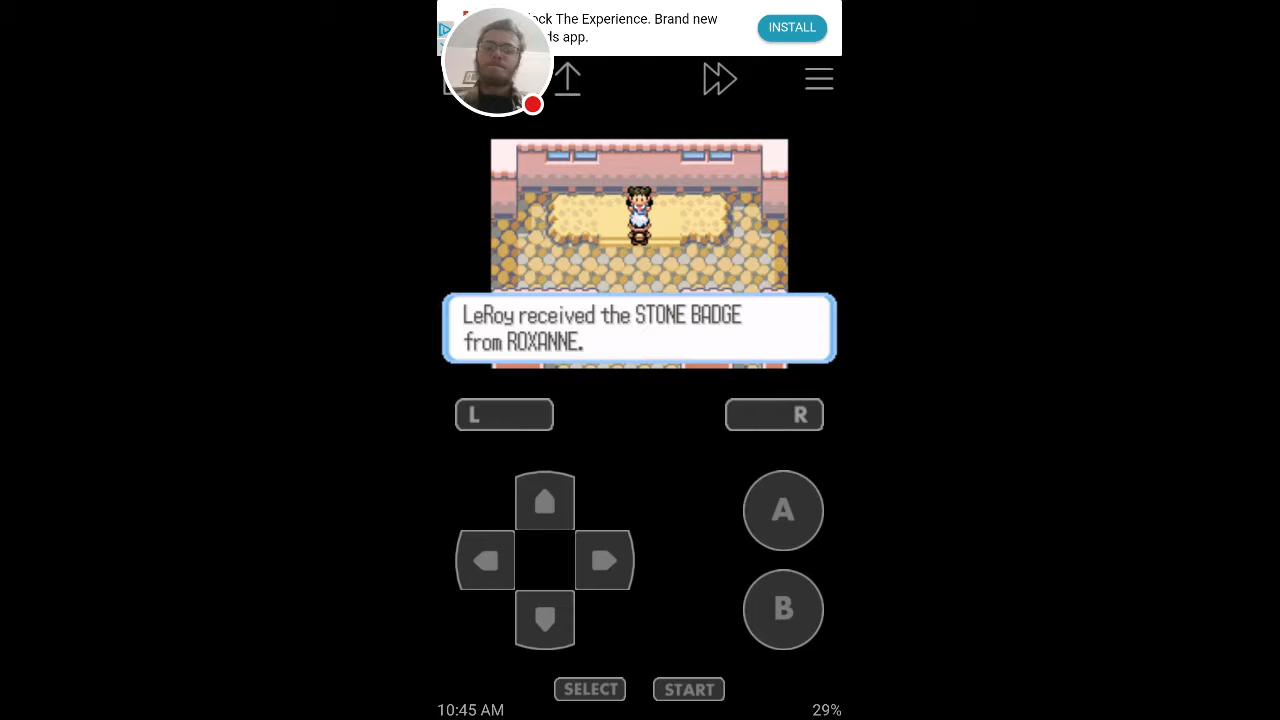 ock The Experience. Brand new
ds app.
INSTALL
LeRoy received the STONE BADGE
from ROXANNE.
L
R
A
B
SELECT
START
10:45 AM
29%